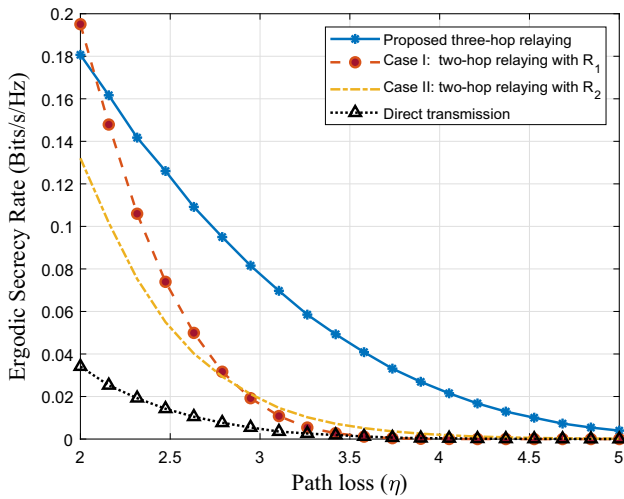 Ergodic Secrecy Rate (Bits/s/Hz)
0.2
0.18
0.16
0.14
0.12
0.1
0.08
0.06
0.04
0.02
0
Proposed three-hop relaying
Case I: two-hop relaying with R1
Case II: two-hop relaying with R2
Direct transmission
2 2.5 3 3.5 4 4.5 5
Path loss (η)